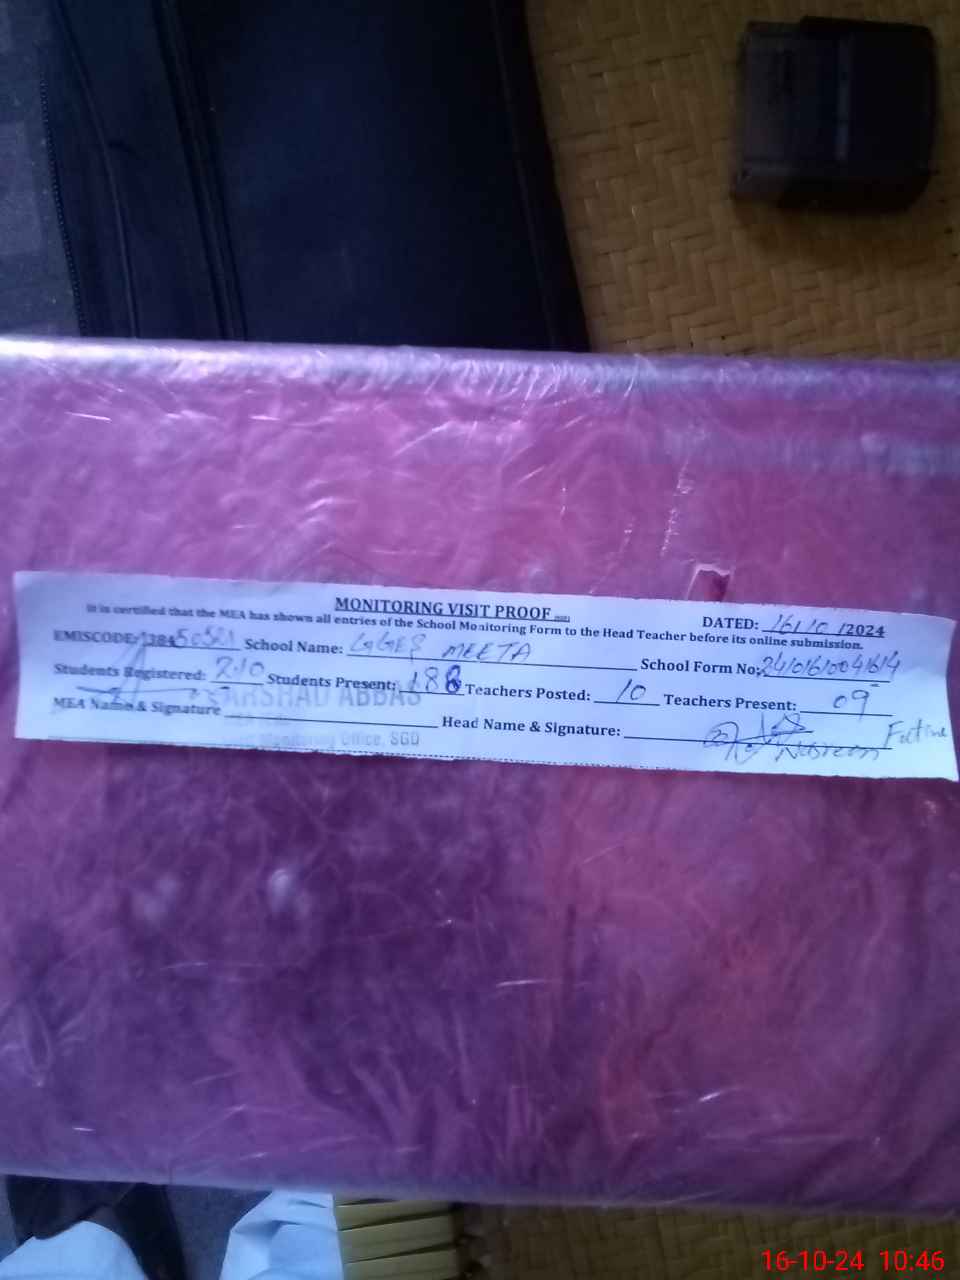 MONITORING VISIT PROOF
DATED: 16/10/2024
It is certified that the MEA has shown all entries of the School Monitoring Form to the Head Teacher before its online submission.
EMISCODE: 38450521 School Name: GGES MEETA School Form No: 24101610041614
Students Registered: 210 Students Present: 188 Teachers Posted: 10 Teachers Present: 09
ARSHAD ABBAS
MEA Name & Signature Head Name & Signature: Nasreen
Monitoring Office, SGD
16-10-24 10:46